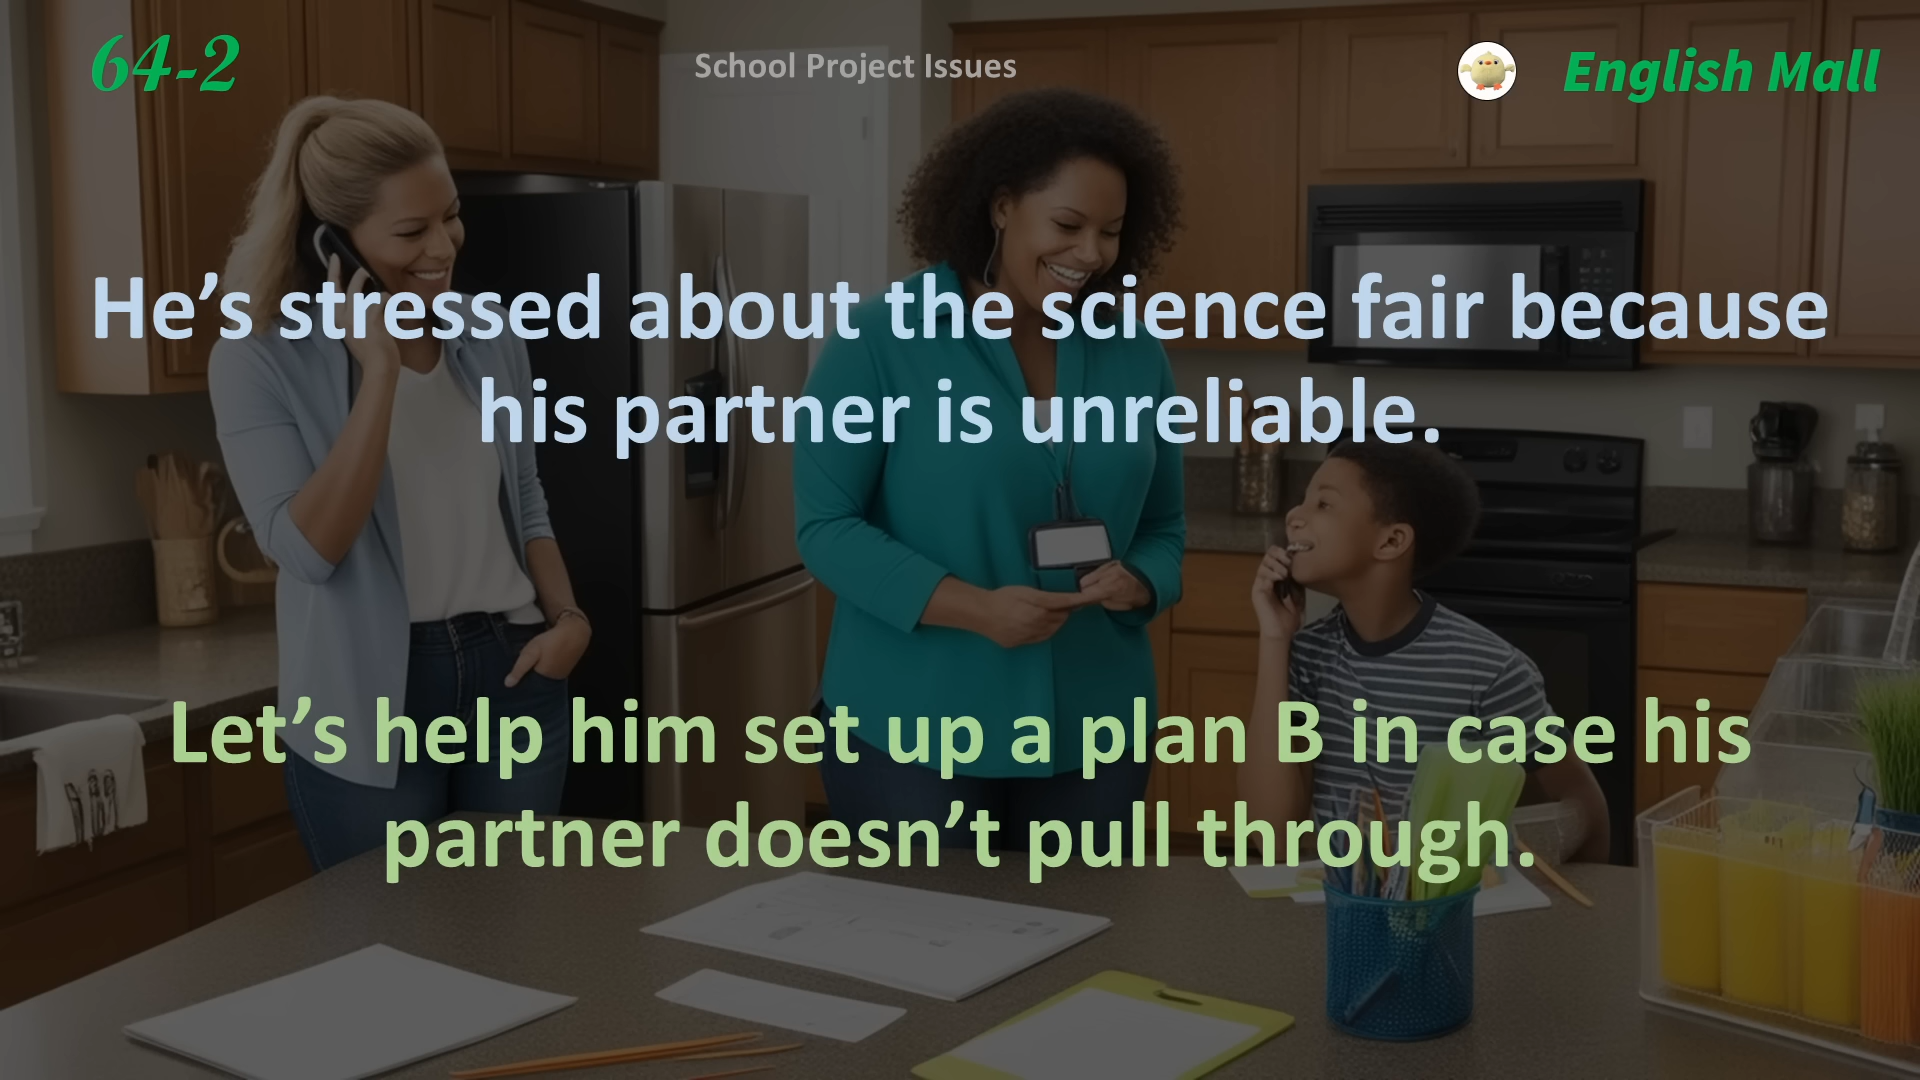 64-2
School Project Issues
English Mall
He’s stressed about the science fair because
his partner is unreliable.
Let’s help him set up a plan B in case his
partner doesn’t pull through.